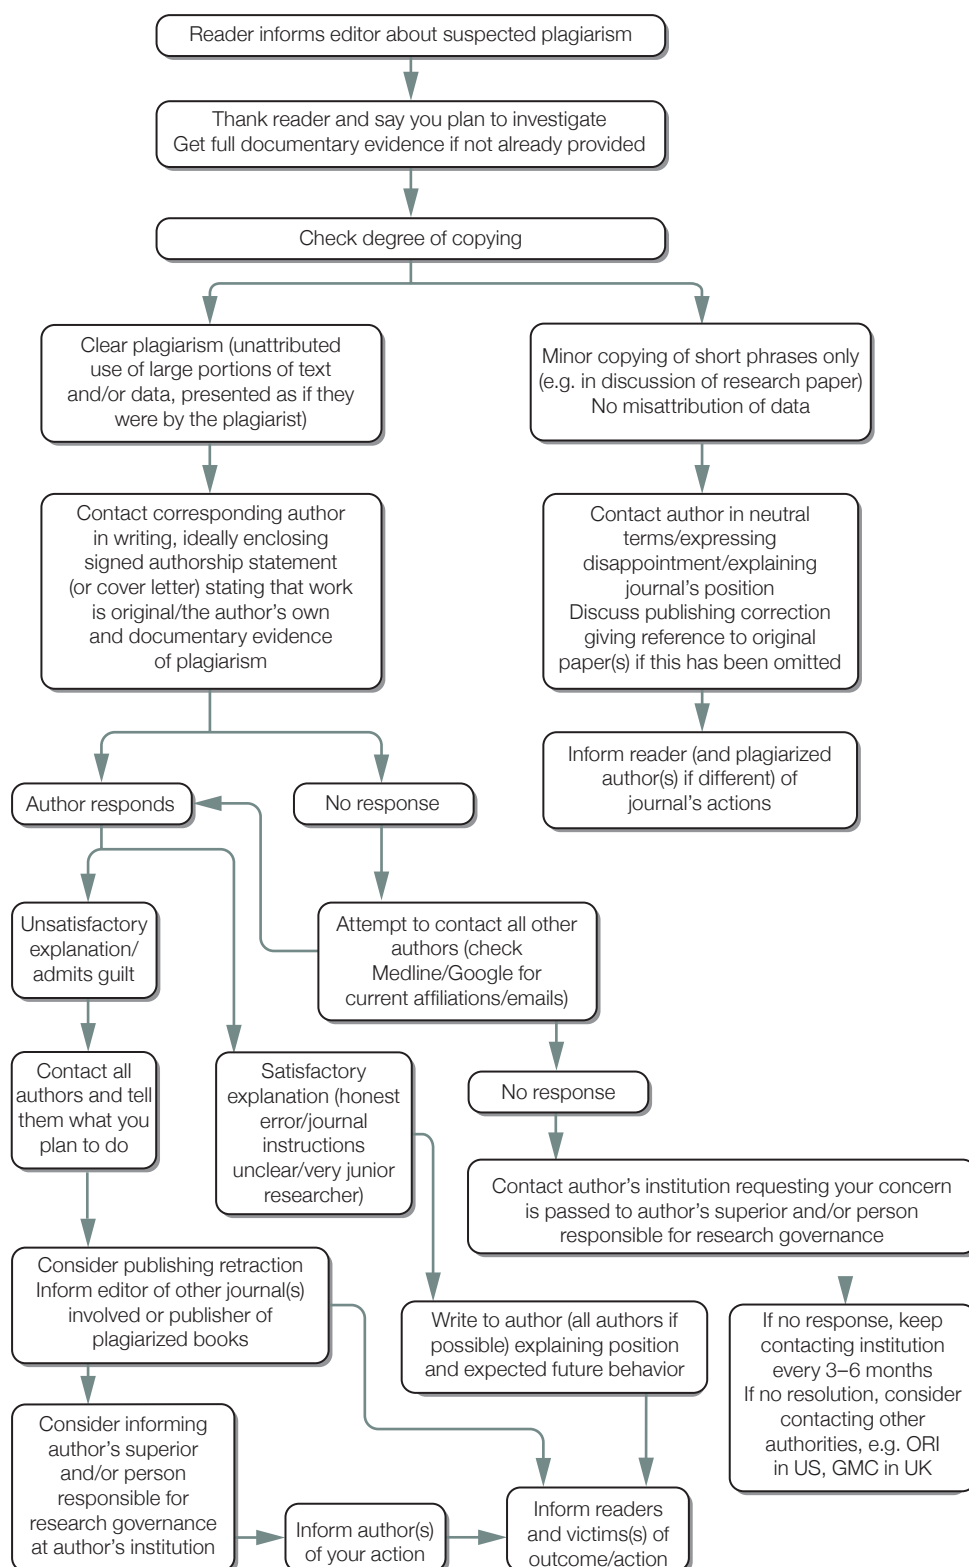 Reader informs editor about suspected plagiarism
Thank reader and say you plan to investigate
Get full documentary evidence if not already provided
Check degree of copying
Clear plagiarism (unattributed
use of large portions of text
and/or data, presented as if they
were by the plagiarist)
Minor copying of short phrases only
(e.g. in discussion of research paper)
No misattribution of data
Contact corresponding author
in writing, ideally enclosing
signed authorship statement
(or cover letter) stating that work
is original/the author's own
and documentary evidence
of plagiarism
Contact author in neutral
terms/expressing
disappointment/explaining
journal's position
Discuss publishing correction
giving reference to original
paper(s) if this has been omitted
Inform reader (and plagiarized
author(s) if different) of
journal's actions
Author responds
No response
Unsatisfactory
explanation/
admits guilt
Attempt to contact all other
authors (check
Medline/Google for
current affiliations/emails)
Contact all
authors and tell
them what you
plan to do
Satisfactory
explanation (honest
error/journal
instructions
unclear/very junior
researcher)
No response
Contact author's institution requesting your concern
is passed to author's superior and/or person
responsible for research governance
Consider publishing retraction
Inform editor of other journal(s)
involved or publisher of
plagiarized books
Write to author (all authors if
possible) explaining position
and expected future behavior
If no response, keep
contacting institution
every 3–6 months
If no resolution, consider
contacting other
authorities, e.g. ORI
in US, GMC in UK
Consider informing
author's superior
and/or person
responsible for
research governance
at author's institution
Inform author(s)
of your action
Inform readers
and victims(s) of
outcome/action